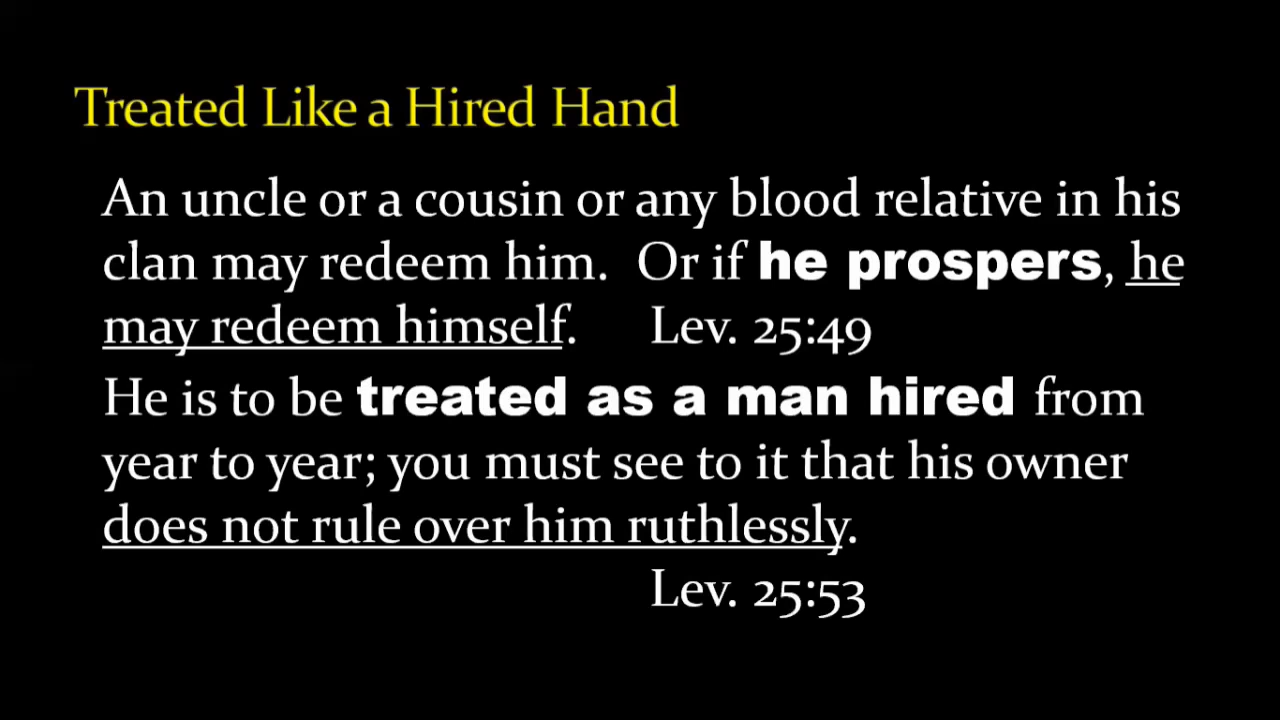 Treated Like a Hired Hand
An uncle or a cousin or any blood relative in his
clan may redeem him.  Or if he prospers, he
may redeem himself.     Lev. 25:49
He is to be treated as a man hired from
year to year; you must see to it that his owner
does not rule over him ruthlessly.
Lev. 25:53